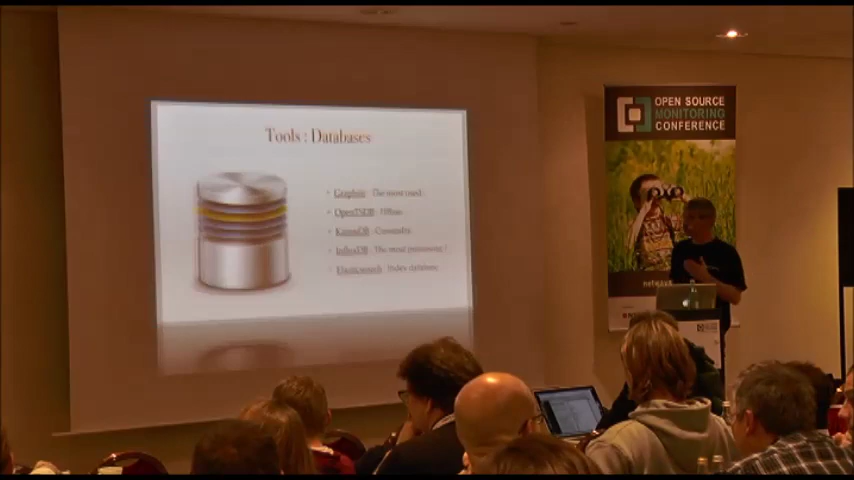 Tools : Databases
Graphite : The most used !
OpenTSDB : HBase
KairosDB : Cassandra
InfluxDB : The most promising !
Elasticsearch : Index database
OPEN SOURCE
MONITORING
CONFERENCE
netways